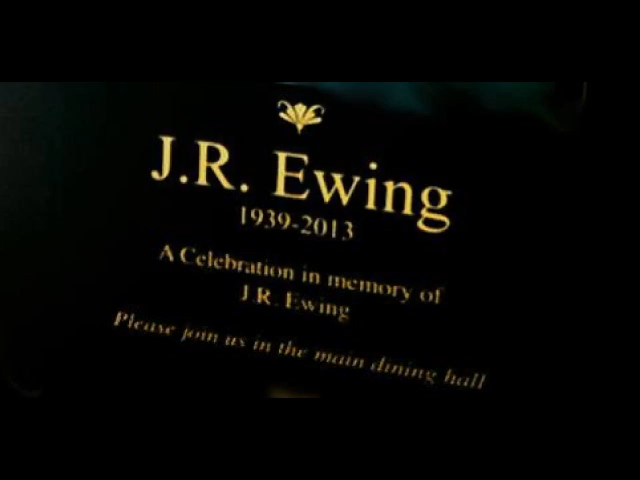 J.R. Ewing
1939-2013
A Celebration in memory of
J.R. Ewing
Please join us in the main dining hall